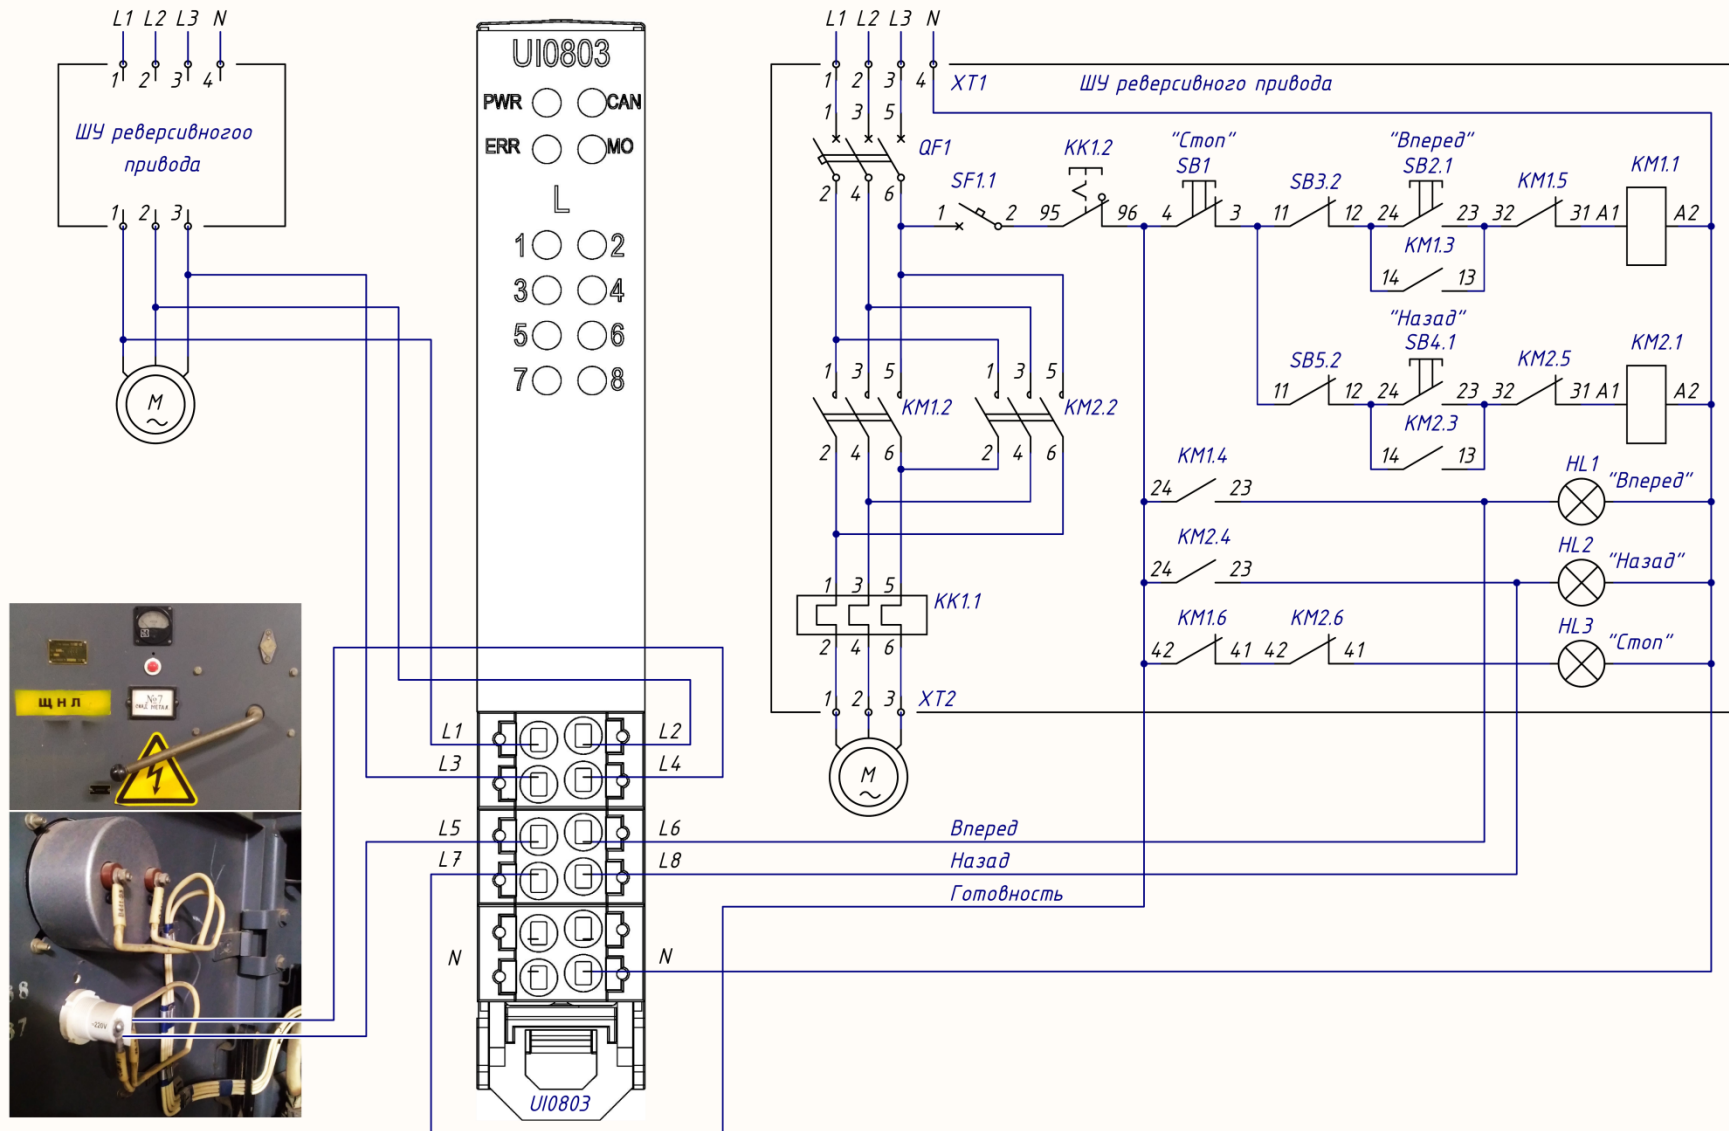 L1 L2 L3 N
1 2 3 4
ШУ реверсивногоо
привода
1 2 3
M
UI0803
PWR CAN
ERR MO
L
1 2
3 4
5 6
7 8
L1 L2
L3 L4
L5 L6
L7 L8
N N
UI0803
ЩНЛ
№7
~220V
L1 L2 L3 N
1 2 3 4 XT1 ШУ реверсивного привода
1 3 5
QF1
2 4 6
SF1.1
1 2
KK1.2
95 96
"Стоп"
SB1
4 3
SB3.2
11 12
"Вперед"
SB2.1
24 23
KM1.5
32 31
KM1.1
A1 A2
KM1.3
14 13
"Назад"
SB4.1
SB5.2
11 12
24 23
KM2.5
32 31
KM2.1
A1 A2
KM2.3
14 13
1 3 5
KM1.2
2 4 6
1 3 5
KM2.2
2 4 6
KM1.4
24 23
HL1
"Вперед"
KM2.4
24 23
HL2
"Назад"
KM1.6 KM2.6
42 41 42 41
HL3
"Стоп"
1 3 5
KK1.1
2 4 6
1 2 3 XT2
M
Вперед
Назад
Готовность